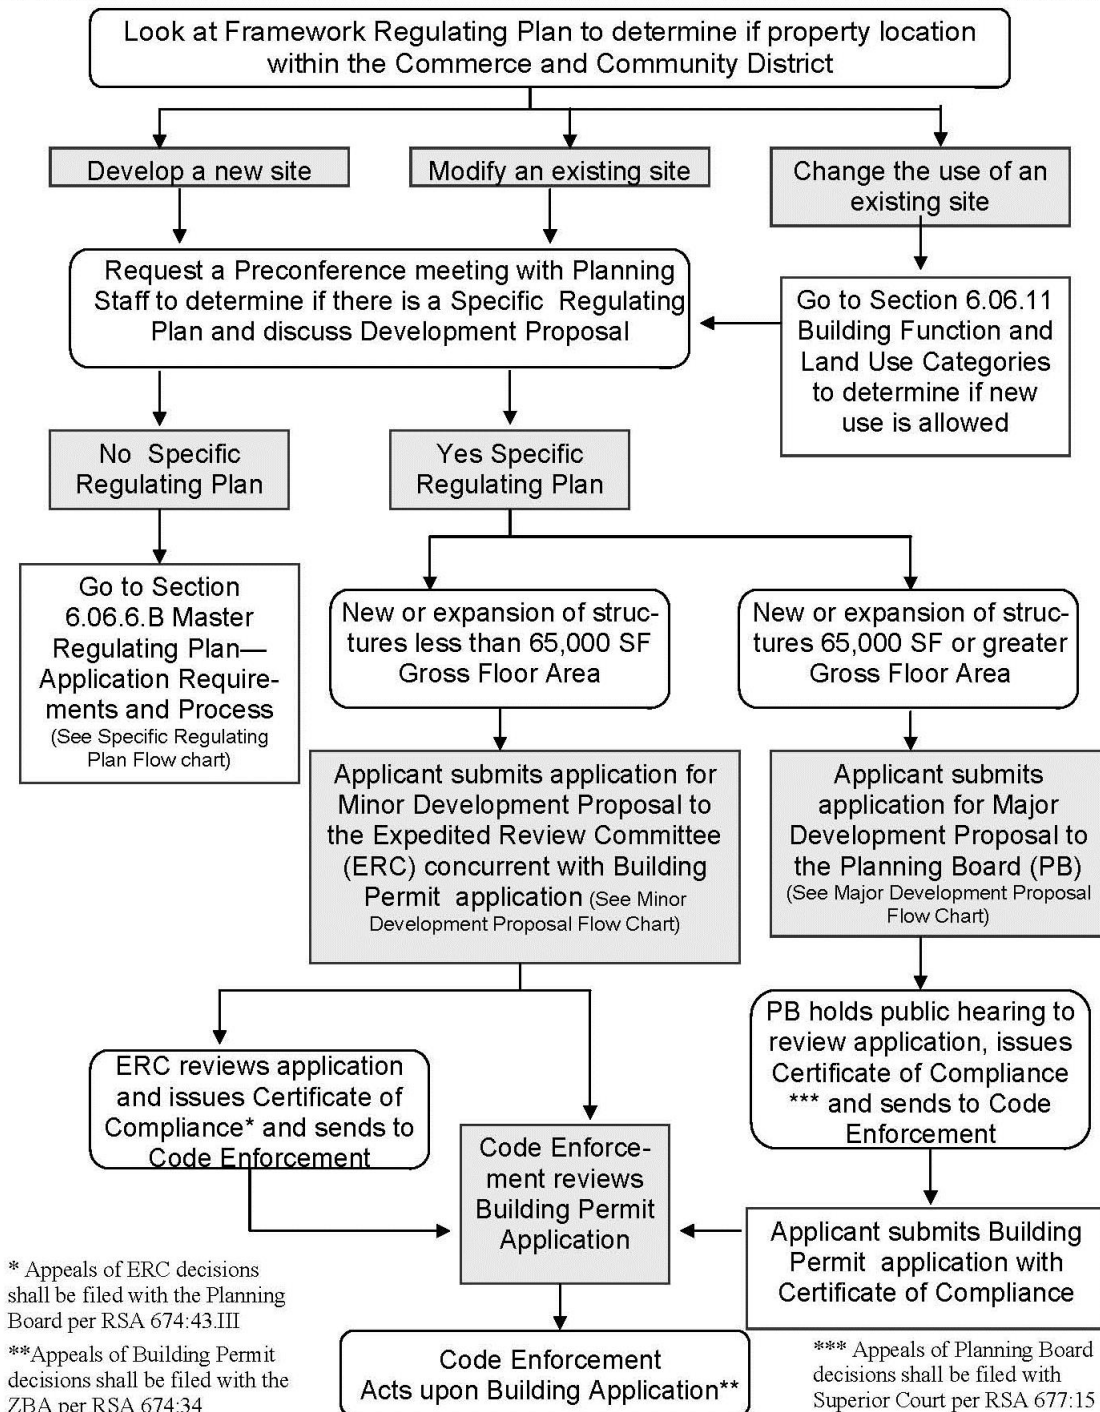 Look at Framework Regulating Plan to determine if property location
within the Commerce and Community District
Develop a new site
Modify an existing site
Change the use of an
existing site
Request a Preconference meeting with Planning
Staff to determine if there is a Specific Regulating
Plan and discuss Development Proposal
Go to Section 6.06.11
Building Function and
Land Use Categories
to determine if new
use is allowed
No Specific
Regulating Plan
Yes Specific
Regulating Plan
Go to Section
6.06.6.B Master
Regulating Plan—
Application Require-
ments and Process
(See Specific Regulating
Plan Flow chart)
New or expansion of struc-
tures less than 65,000 SF
Gross Floor Area
New or expansion of struc-
tures 65,000 SF or greater
Gross Floor Area
Applicant submits application for
Minor Development Proposal to
the Expedited Review Committee
(ERC) concurrent with Building
Permit application (See Minor
Development Proposal Flow Chart)
Applicant submits
application for Major
Development Proposal to
the Planning Board (PB)
(See Major Development Proposal
Flow Chart)
ERC reviews application
and issues Certificate of
Compliance* and sends to
Code Enforcement
PB holds public hearing to
review application, issues
Certificate of Compliance
*** and sends to Code
Enforcement
Code Enforce-
ment reviews
Building Permit
Application
Applicant submits Building
Permit application with
Certificate of Compliance
Code Enforcement
Acts upon Building Application**
* Appeals of ERC decisions
shall be filed with the Planning
Board per RSA 674:43.III
**Appeals of Building Permit
decisions shall be filed with the
ZBA per RSA 674:34
*** Appeals of Planning Board
decisions shall be filed with
Superior Court per RSA 677:15